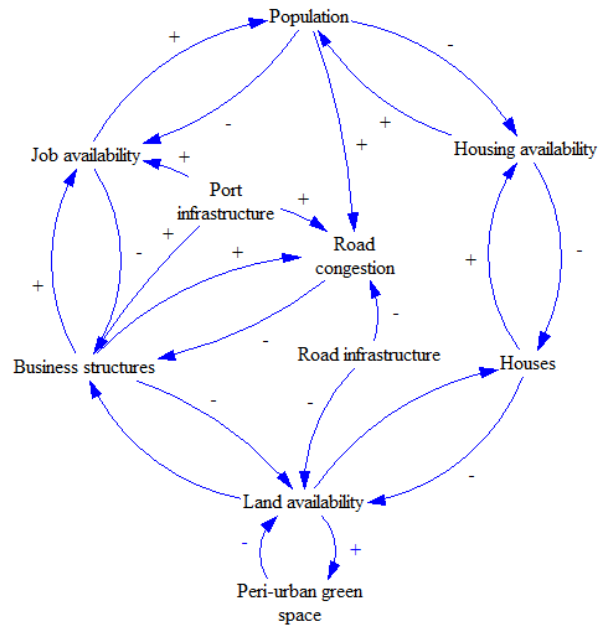 Population
+
-
-
+
+
Job availability
+
Housing availability
Port
infrastructure
+
+
+
Road
congestion
-
+
+
-
+
-
Road infrastructure
-
Business structures
Houses
-
-
-
Land availability
-
+
Peri-urban green
space